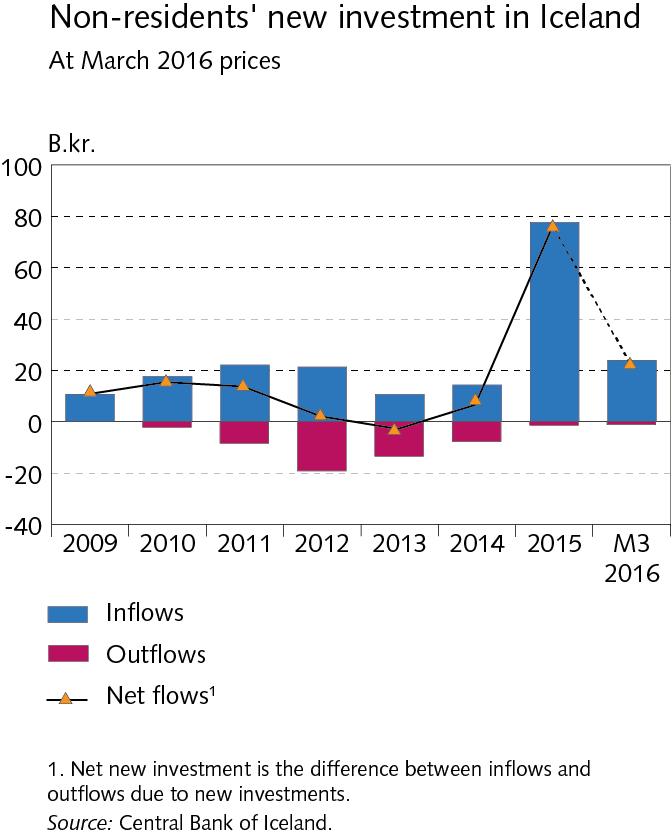 Non-residents' new investment in Iceland
At March 2016 prices
B.kr.
100
80
60
40
20
0
-20
-40
2009 2010 2011 2012 2013 2014 2015 M3
2016
Inflows
Outflows
Net flows¹
1. Net new investment is the difference between inflows and
outflows due to new investments.
Source: Central Bank of Iceland.